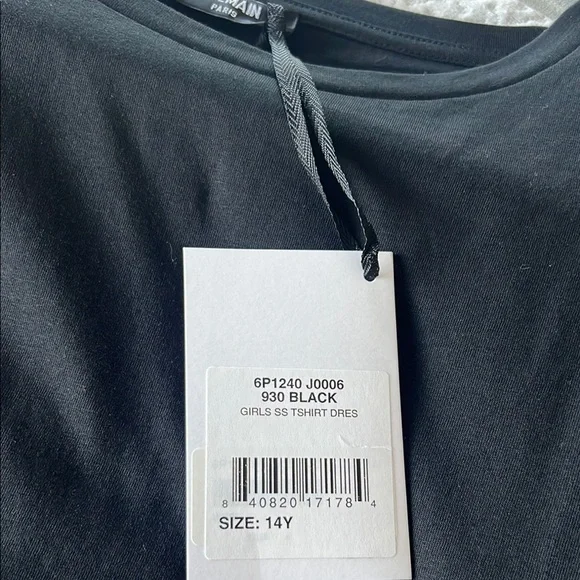 MAIN
PARIS
6P1240 J0006
930 BLACK
GIRLS SS TSHIRT DRES
8 40820 17178 4
SIZE: 14Y